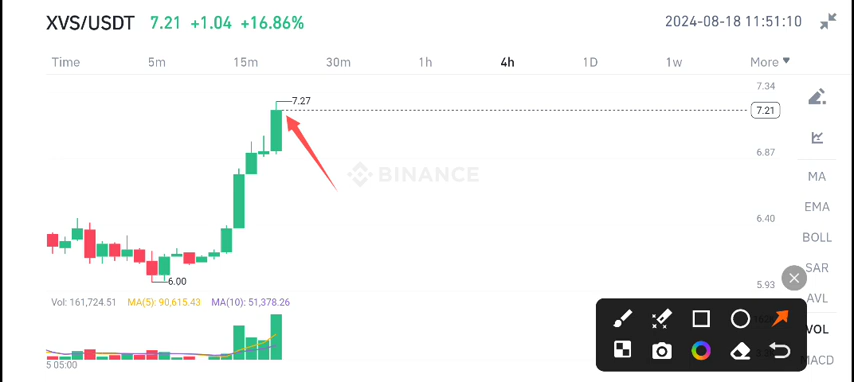 XVS/USDT 7.21 +1.04 +16.86% 2024-08-18 11:51:10
Time 5m 15m 30m 1h 4h 1D 1w More
7.34
7.27
7.21
6.87
BINANCE
MA
EMA
6.40
BOLL
SAR
6.00
5.93
AVL
Vol: 161,724.51 MA(5): 90,615.43 MA(10): 51,378.26
VOL
MACD
5 05:00